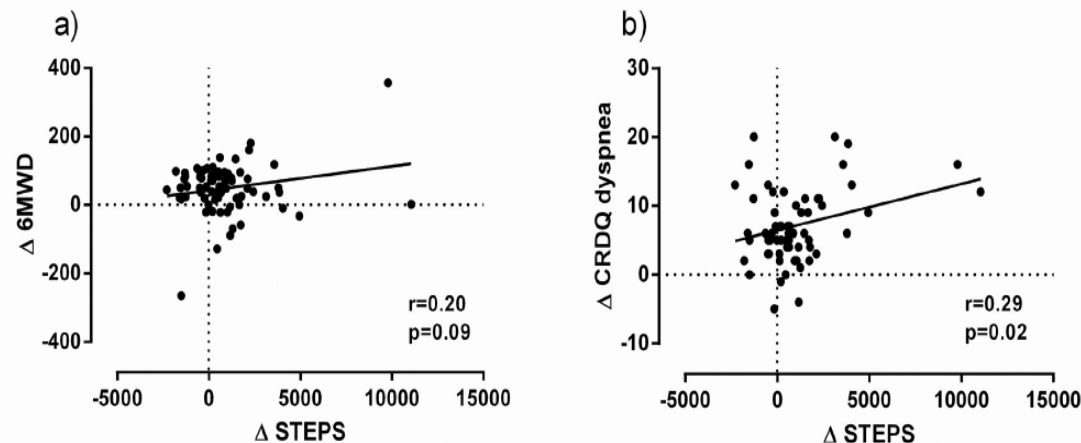 a)
Δ 6MWD
400
200
0
-200
-400
r=0.20
p=0.09
-5000 0 5000 10000 15000
Δ STEPS
b)
Δ CRDQ dyspnea
30
20
10
0
-10
r=0.29
p=0.02
-5000 0 5000 10000 15000
Δ STEPS